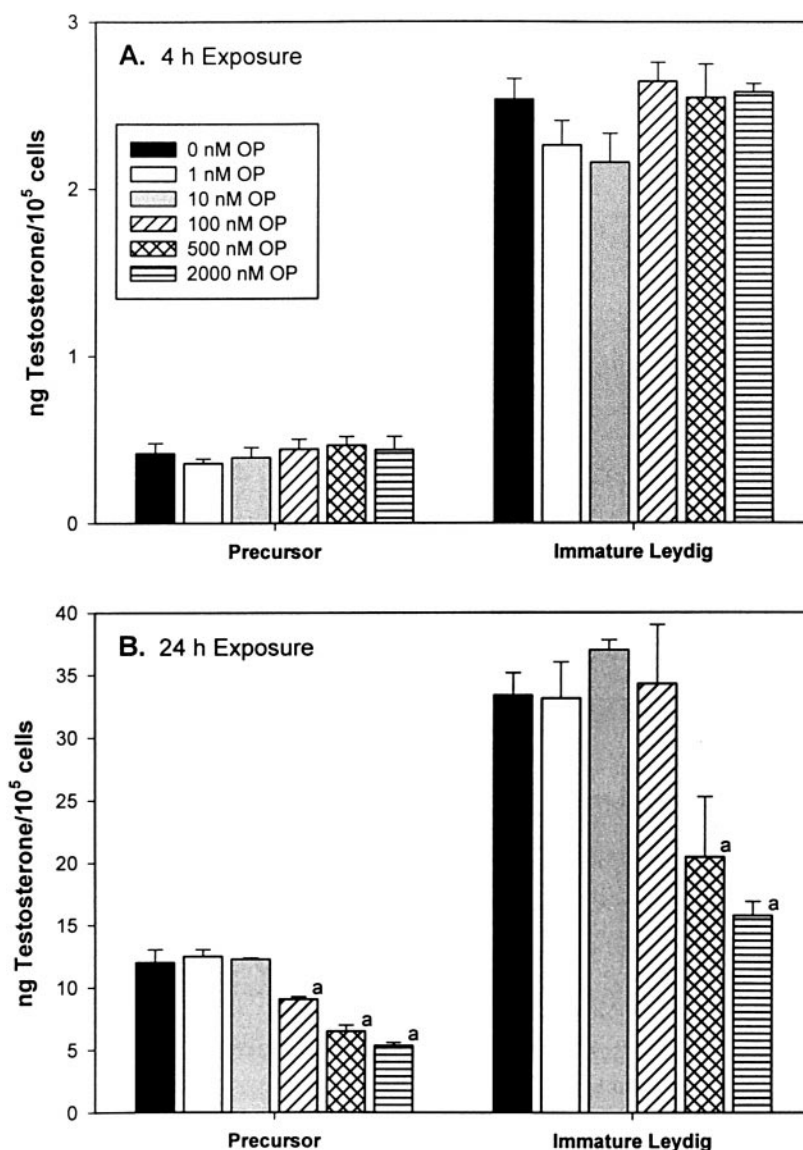 A. 4 h Exposure
ng Testosterone/10⁵ cells
3
2
1
0
0 nM OP
1 nM OP
10 nM OP
100 nM OP
500 nM OP
2000 nM OP
Precursor
Immature Leydig
B. 24 h Exposure
ng Testosterone/10⁵ cells
40
35
30
25
20
15
10
5
0
a
a
a
a
a
Precursor
Immature Leydig